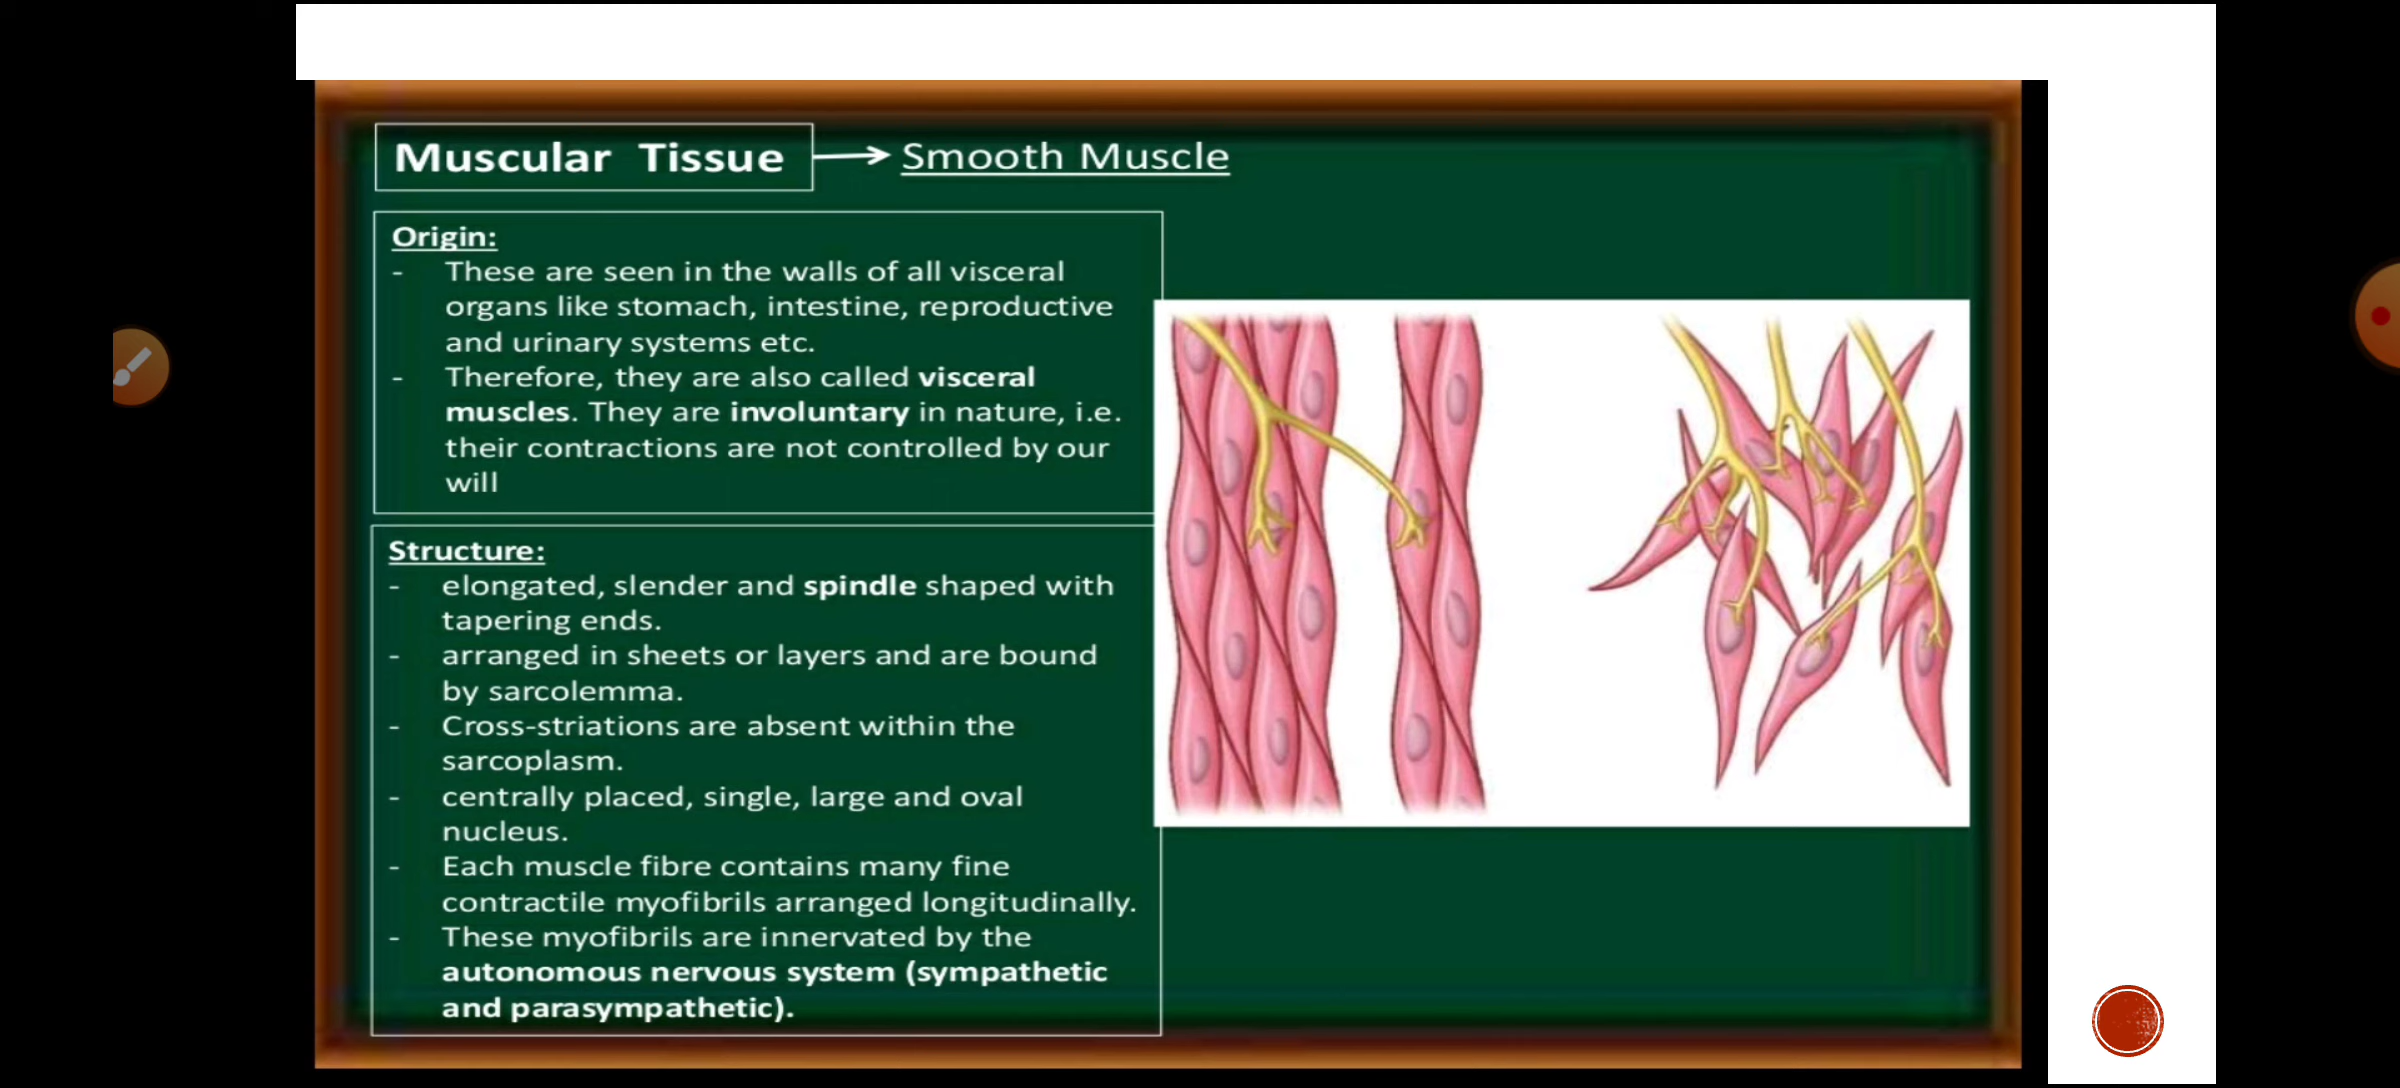 Muscular Tissue → Smooth Muscle
Origin:
- These are seen in the walls of all visceral
organs like stomach, intestine, reproductive
and urinary systems etc.
- Therefore, they are also called visceral
muscles. They are involuntary in nature, i.e.
their contractions are not controlled by our
will
Structure:
- elongated, slender and spindle shaped with
tapering ends.
- arranged in sheets or layers and are bound
by sarcolemma.
- Cross-striations are absent within the
sarcoplasm.
- centrally placed, single, large and oval
nucleus.
- Each muscle fibre contains many fine
contractile myofibrils arranged longitudinally.
- These myofibrils are innervated by the
autonomous nervous system (sympathetic
and parasympathetic).